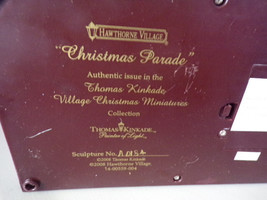 HAWTHORNE VILLAGE
"Christmas Parade"
Authentic issue in the
Thomas Kinkade
Village Christmas Miniatures
Collection
THOMAS KINKADE
Painter of Light
Sculpture No.
©2008 Thomas Kinkade
©2008 Hawthorne Village